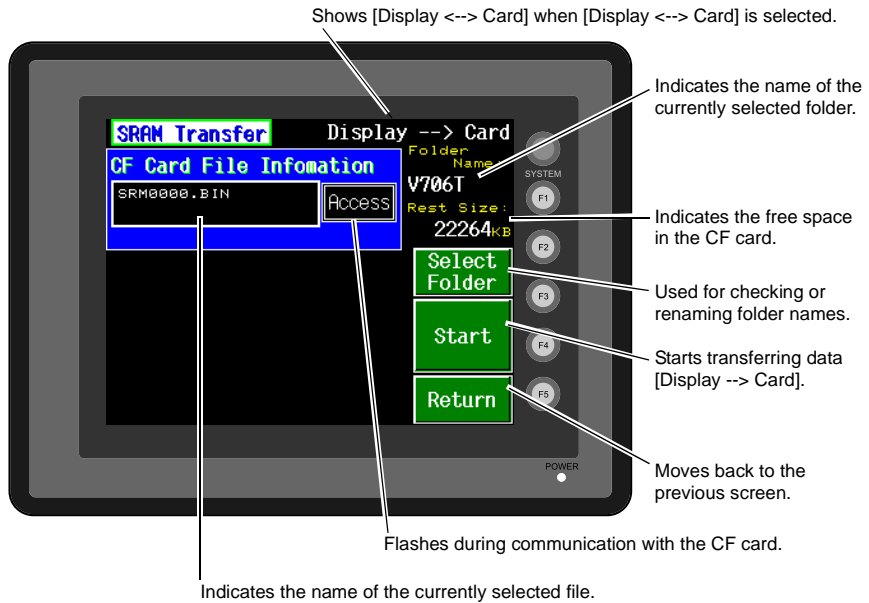 Shows [Display <--> Card] when [Display <--> Card] is selected.
Indicates the name of the
currently selected folder.
SRAM Transfer
Display --> Card
CF Card File Infomation
SRM0000.BIN
Access
Folder
Name:
V706T
Rest Size:
22264KB
Select
Folder
Start
Return
SYSTEM
F1
F2
F3
F4
F5
POWER
Indicates the free space
in the CF card.
Used for checking or
renaming folder names.
Starts transferring data
[Display --> Card].
Moves back to the
previous screen.
Flashes during communication with the CF card.
Indicates the name of the currently selected file.